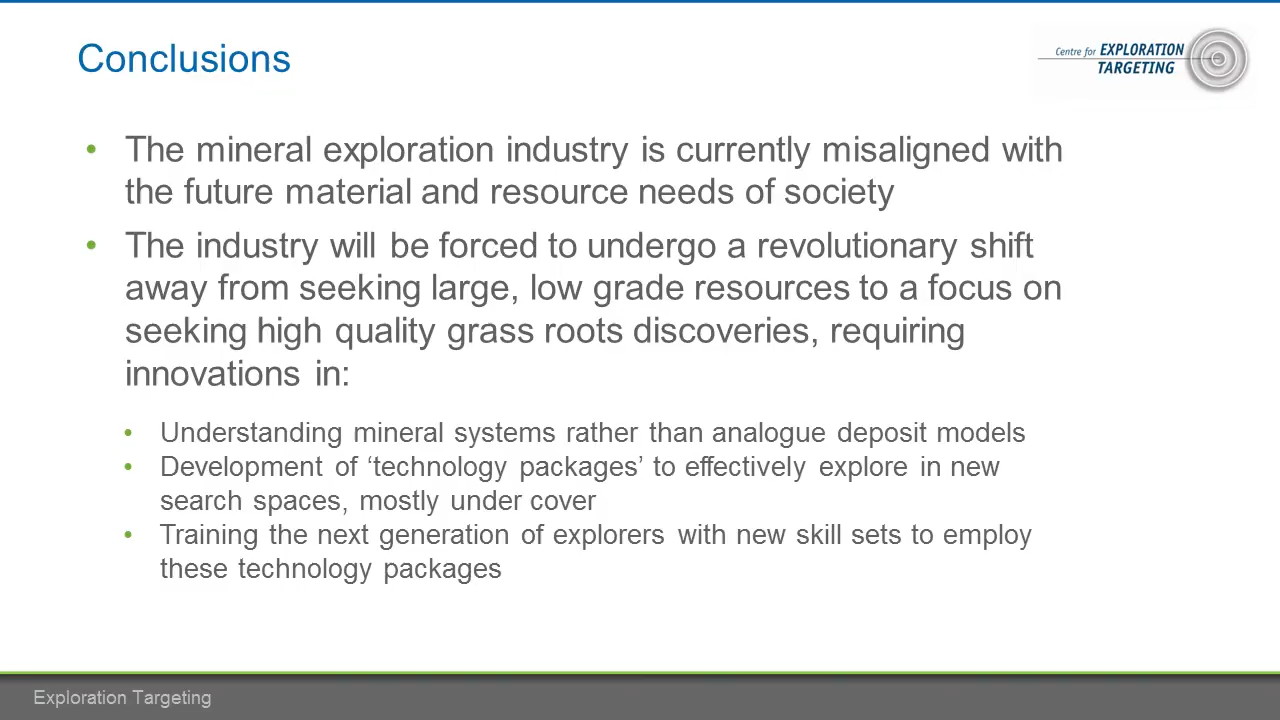 Conclusions
Centre for EXPLORATION
TARGETING
• The mineral exploration industry is currently misaligned with
the future material and resource needs of society
• The industry will be forced to undergo a revolutionary shift
away from seeking large, low grade resources to a focus on
seeking high quality grass roots discoveries, requiring
innovations in:
• Understanding mineral systems rather than analogue deposit models
• Development of ‘technology packages’ to effectively explore in new
search spaces, mostly under cover
• Training the next generation of explorers with new skill sets to employ
these technology packages
Exploration Targeting